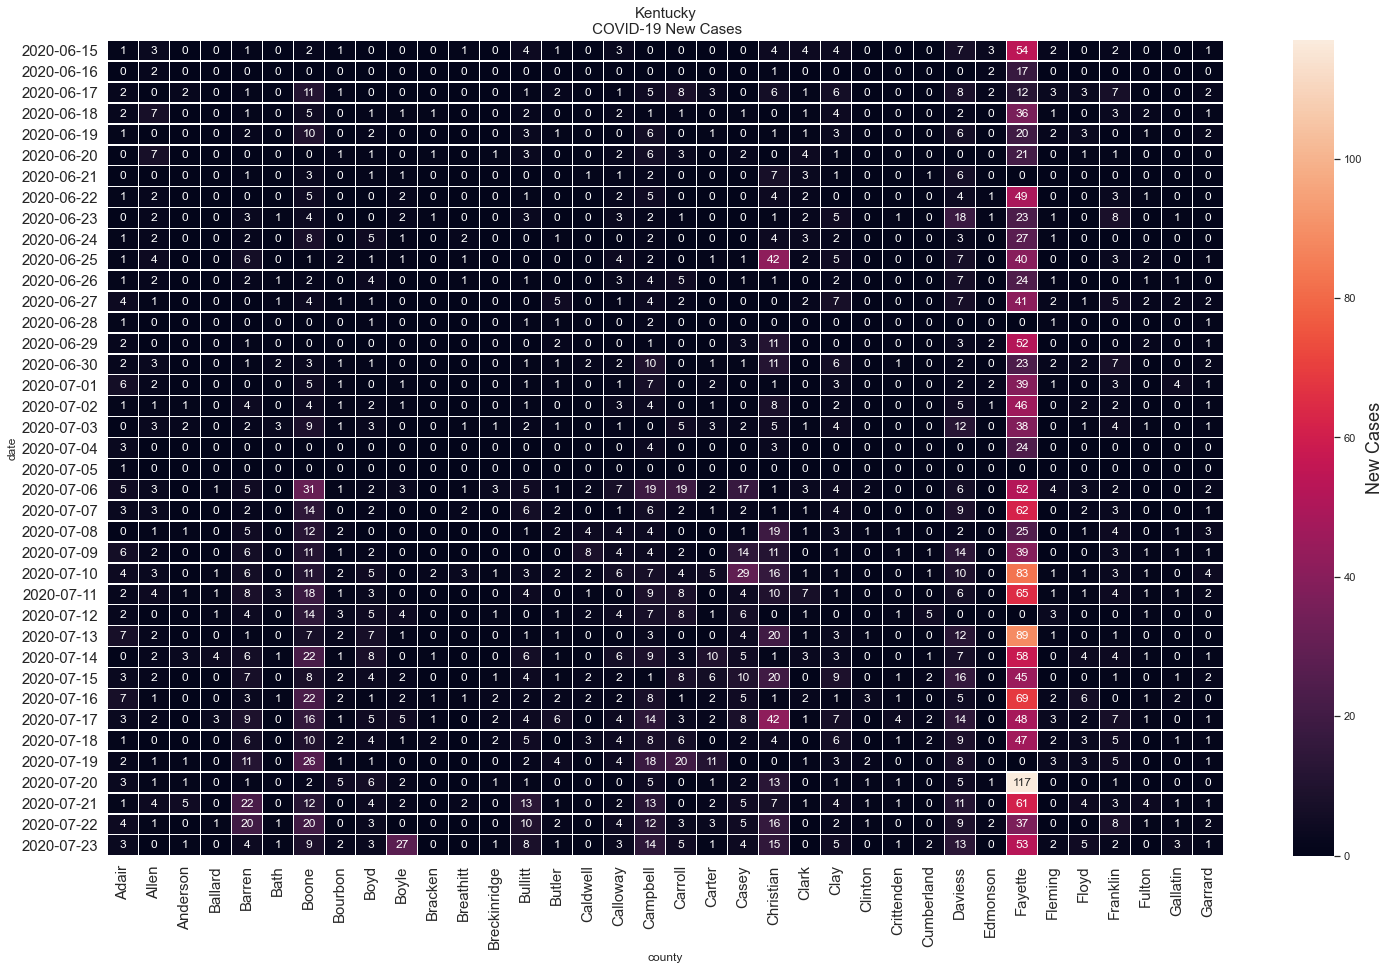 Kentucky
COVID-19 New Cases
2020-06-15 1 3 0 0 1 0 2 1 0 0 0 1 0 4 1 0 3 0 0 0 0 4 4 4 0 0 0 7 3 54 2 0 2 0 0 1
2020-06-16 0 2 0 0 0 0 0 0 0 0 0 0 0 0 0 0 0 0 0 0 0 1 0 0 0 0 0 0 2 17 0 0 0 0 0 0
2020-06-17 2 0 2 0 1 0 11 1 0 0 0 0 0 1 2 0 1 5 8 3 0 6 1 6 0 0 0 8 2 12 3 3 7 0 0 2
2020-06-18 2 7 0 0 1 0 5 0 1 1 1 0 0 2 0 0 2 1 1 0 1 0 1 4 0 0 0 2 0 36 1 0 3 2 0 1
2020-06-19 1 0 0 0 2 0 10 0 2 0 0 0 0 3 1 0 0 6 0 1 0 1 1 3 0 0 0 6 0 20 2 3 0 1 0 2
2020-06-20 0 7 0 0 0 0 0 1 1 0 1 0 1 3 0 0 2 6 3 0 2 0 4 1 0 0 0 0 0 21 0 1 1 0 0 0
2020-06-21 0 0 0 0 1 0 3 0 1 1 0 0 0 0 0 1 1 2 0 0 0 7 3 1 0 0 1 6 0 0 0 0 0 0 0 0
2020-06-22 1 2 0 0 0 0 5 0 0 2 0 0 0 1 0 0 2 5 0 0 0 4 2 0 0 0 0 4 1 49 0 0 3 1 0 0
2020-06-23 0 2 0 0 3 1 4 0 0 2 1 0 0 3 0 0 3 2 1 0 0 1 2 5 0 1 0 18 1 23 1 0 8 0 1 0
2020-06-24 1 2 0 0 2 0 8 0 5 1 0 2 0 0 1 0 0 2 0 0 0 4 3 2 0 0 0 3 0 27 1 0 0 0 0 0
2020-06-25 1 4 0 0 6 0 1 2 1 1 0 1 0 0 0 0 4 2 0 1 1 42 2 5 0 0 0 7 0 40 0 0 3 2 0 1
2020-06-26 1 2 0 0 2 1 2 0 4 0 0 1 0 1 0 0 3 4 5 0 1 1 0 2 0 0 0 7 0 24 1 0 0 1 1 0
2020-06-27 4 1 0 0 0 1 4 1 1 0 0 0 0 0 5 0 1 4 2 0 0 0 2 7 0 0 0 7 0 41 2 1 5 2 2 2
2020-06-28 1 0 0 0 0 0 0 0 1 0 0 0 0 1 1 0 0 2 0 0 0 0 0 0 0 0 0 0 0 0 1 0 0 0 0 1
2020-06-29 2 0 0 0 1 0 0 0 0 0 0 0 0 0 2 0 0 1 0 0 3 11 0 0 0 0 0 3 2 52 0 0 0 2 0 1
2020-06-30 2 3 0 0 1 2 3 1 1 0 0 0 0 1 1 2 2 10 0 1 1 11 0 6 0 1 0 2 0 23 2 2 7 0 0 2
2020-07-01 6 2 0 0 0 0 5 1 0 1 0 0 0 1 1 0 1 7 0 2 0 1 0 3 0 0 0 2 2 39 1 0 3 0 4 1
2020-07-02 1 1 1 0 4 0 4 1 2 1 0 0 0 1 0 0 3 4 0 1 0 8 0 2 0 0 0 5 1 46 0 2 2 0 0 1
2020-07-03 0 3 2 0 2 3 9 1 3 0 0 1 1 2 1 0 1 0 5 3 2 5 1 4 0 0 0 12 0 38 0 1 4 1 0 1
2020-07-04 3 0 0 0 0 0 0 0 0 0 0 0 0 0 0 0 0 4 0 0 0 3 0 0 0 0 0 0 0 24 0 0 0 0 0 0
2020-07-05 1 0 0 0 0 0 0 0 0 0 0 0 0 0 0 0 0 0 0 0 0 0 0 0 0 0 0 0 0 0 0 0 0 0 0 0
2020-07-06 5 3 0 1 5 0 31 1 2 3 0 1 3 5 1 2 7 19 19 2 17 1 3 4 2 0 0 6 0 52 4 3 2 0 0 2
2020-07-07 3 3 0 0 2 0 14 0 2 0 0 2 0 6 2 0 1 6 2 1 2 1 1 4 0 0 0 9 0 62 0 2 3 0 0 1
2020-07-08 0 1 1 0 5 0 12 2 0 0 0 0 0 1 2 4 4 4 0 0 1 19 1 3 1 1 0 2 0 25 0 1 4 0 1 3
2020-07-09 6 2 0 0 6 0 11 1 2 0 0 0 0 0 0 8 4 4 2 0 14 11 0 1 0 1 1 14 0 39 0 0 3 1 1 1
2020-07-10 4 3 0 1 6 0 11 2 5 0 2 3 1 3 2 2 6 7 4 5 29 16 1 1 0 0 1 10 0 83 1 1 3 1 0 4
2020-07-11 2 4 1 1 8 3 18 1 3 0 0 0 0 4 0 1 0 9 8 0 4 10 7 1 0 0 0 6 0 65 0 1 4 1 1 2
2020-07-12 2 0 0 1 4 0 14 3 5 4 0 0 0 1 1 2 4 7 8 1 6 0 1 0 0 1 5 0 0 0 3 0 0 0 0 0
2020-07-13 7 2 0 0 1 0 7 2 7 1 0 0 0 1 1 0 0 3 0 0 4 20 1 3 1 0 0 12 0 89 1 0 1 0 0 0
2020-07-14 0 2 3 4 6 1 22 1 8 0 1 0 0 6 1 0 6 9 3 10 5 1 3 3 0 0 1 7 0 58 0 4 4 1 0 1
2020-07-15 3 2 0 0 7 0 8 2 4 2 0 0 1 4 1 2 2 1 8 6 10 20 0 9 0 1 2 16 0 45 0 0 1 0 1 2
2020-07-16 7 1 0 0 3 1 22 2 1 2 1 1 2 2 2 2 2 8 1 2 5 1 2 1 3 1 0 5 0 69 2 6 0 1 2 0
2020-07-17 3 2 0 3 9 0 16 1 5 5 1 0 2 4 6 0 4 14 3 2 8 42 1 7 0 4 2 14 0 48 3 2 7 1 0 1
2020-07-18 1 0 0 0 6 0 10 2 4 1 2 0 2 5 0 3 4 8 6 0 2 4 0 6 0 1 2 9 0 47 2 3 5 0 1 1
2020-07-19 2 1 1 0 11 0 26 1 1 0 0 0 0 2 4 0 4 18 20 11 0 0 1 3 2 0 0 8 0 0 3 3 5 0 0 1
2020-07-20 3 1 1 0 1 0 2 5 6 2 0 0 1 1 0 0 0 5 0 1 2 13 0 1 1 1 0 5 1 117 0 0 1 0 0 0
2020-07-21 1 4 5 0 22 0 12 0 4 2 0 2 0 13 1 0 2 13 0 2 5 7 1 4 1 1 0 11 0 61 0 4 3 4 1 1
2020-07-22 4 1 0 1 20 1 20 0 3 0 0 0 0 10 2 0 4 12 3 3 5 16 0 2 1 0 0 9 2 37 0 0 8 1 1 2
2020-07-23 3 0 1 0 4 1 9 2 3 27 0 0 1 8 1 0 3 14 5 1 4 15 0 5 0 1 2 13 0 53 2 5 2 0 3 1
date
Adair Allen Anderson Ballard Barren Bath Boone Bourbon Boyd Boyle Bracken Breathitt Breckinridge Bullitt Butler Caldwell Calloway Campbell Carroll Carter Casey Christian Clark Clay Clinton Crittenden Cumberland Daviess Edmonson Fayette Fleming Floyd Franklin Fulton Gallatin Garrard
county
100
80
60
40
20
0
New Cases